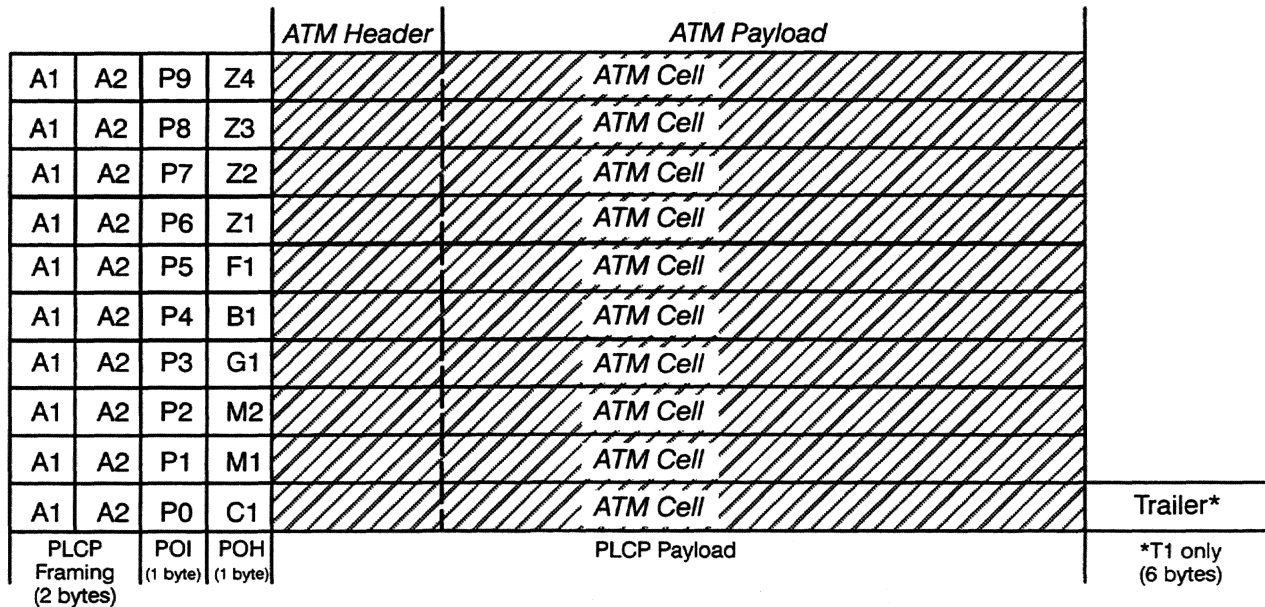 ATM Header ATM Payload
A1 A2 P9 Z4 ATM Cell
A1 A2 P8 Z3 ATM Cell
A1 A2 P7 Z2 ATM Cell
A1 A2 P6 Z1 ATM Cell
A1 A2 P5 F1 ATM Cell
A1 A2 P4 B1 ATM Cell
A1 A2 P3 G1 ATM Cell
A1 A2 P2 M2 ATM Cell
A1 A2 P1 M1 ATM Cell
A1 A2 P0 C1 ATM Cell Trailer*
PLCP Framing (2 bytes)
POI (1 byte)
POH (1 byte)
PLCP Payload
*T1 only
(6 bytes)